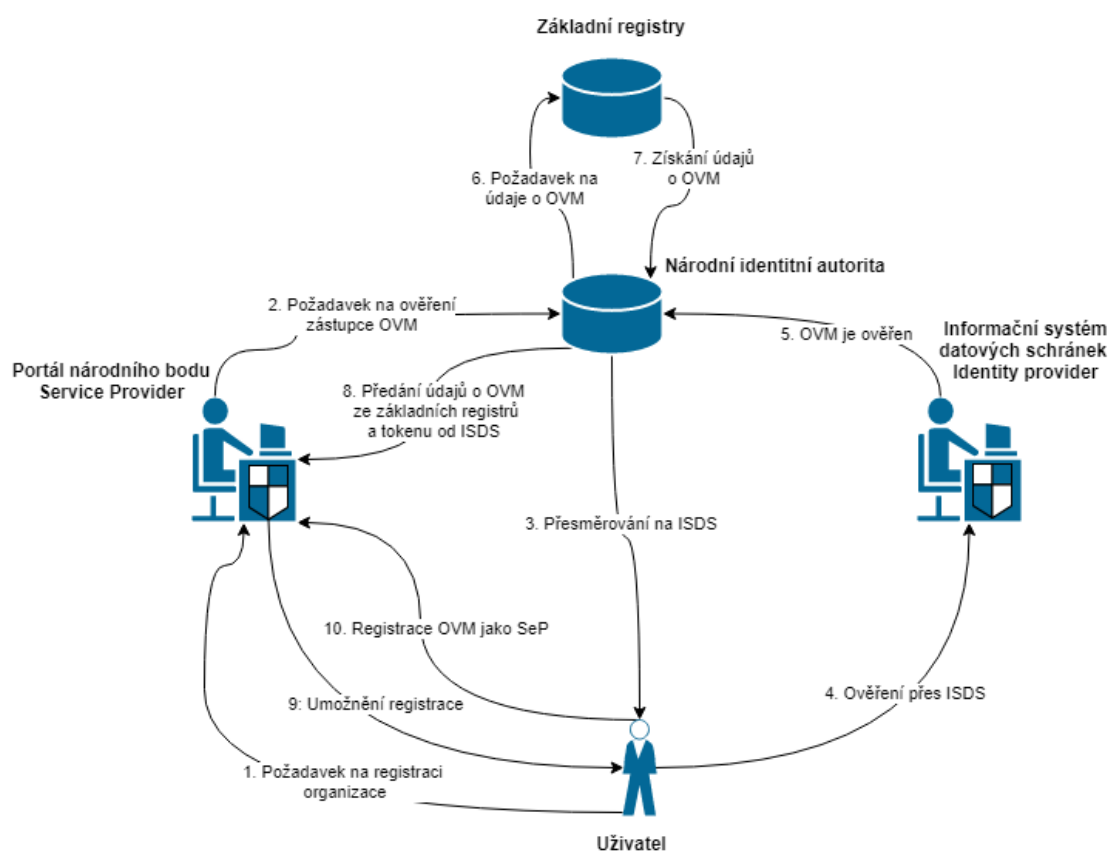 Základní registry
6. Požadavek na
údaje o OVM
7. Získání údajů
o OVM
Národní identitní autorita
2. Požadavek na ověření
zástupce OVM
5. OVM je ověřen
Informační systém
datových schránek
Identity provider
Portál národního bodu
Service Provider
8. Předání údajů o OVM
ze základních registrů
a tokenu od ISDS
3. Přesměrování na ISDS
10. Registrace OVM jako SeP
4. Ověření přes ISDS
9: Umožnění registrace
1. Požadavek na registraci
organizace
Uživatel